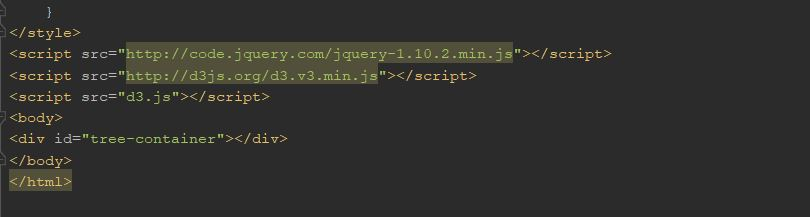 }
</style>
<script src="http://code.jquery.com/jquery-1.10.2.min.js"></script>
<script src="http://d3js.org/d3.v3.min.js"></script>
<script src="d3.js"></script>
<body>
<div id="tree-container"></div>
</body>
</html>